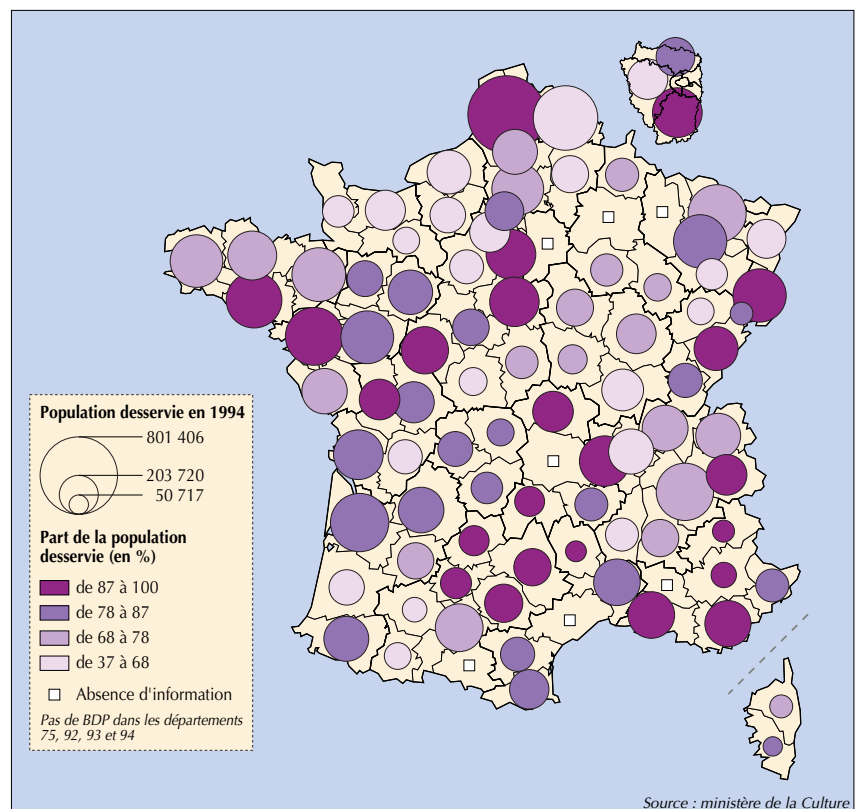 Population desservie en 1994
801 406
203 720
50 717
Part de la population
desservie (en %)
de 87 à 100
de 78 à 87
de 68 à 78
de 37 à 68
Absence d'information
Pas de BDP dans les départements
75, 92, 93 et 94
Source : ministère de la Culture